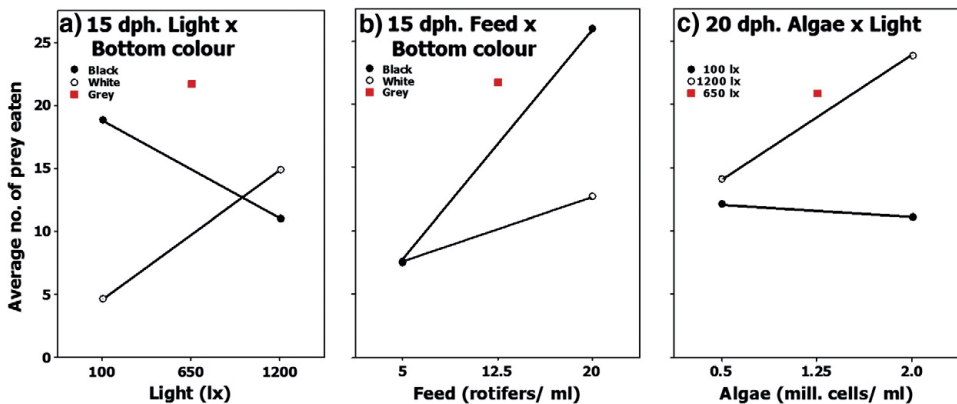 a) 15 dph. Light x
Bottom colour
Black
White
Grey
25
20
15
10
5
0
Average no. of prey eaten
100 650 1200
Light (lx)
b) 15 dph. Feed x
Bottom colour
Black
White
Grey
5 12.5 20
Feed (rotifers/ ml)
c) 20 dph. Algae x Light
100 lx
1200 lx
650 lx
0.5 1.25 2.0
Algae (mill. cells/ ml)